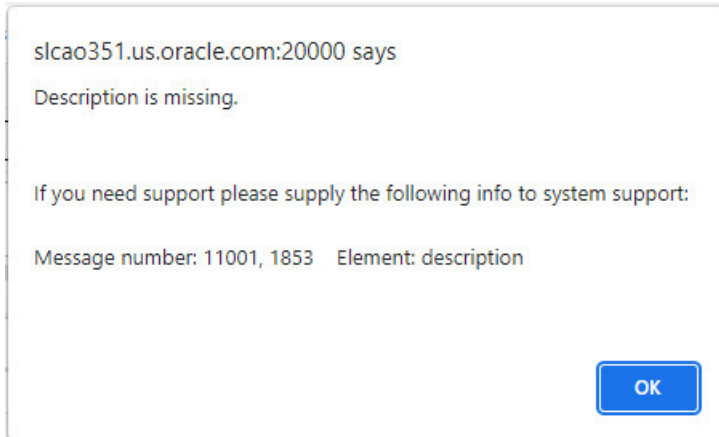 slcao351.us.oracle.com:20000 says
Description is missing.
If you need support please supply the following info to system support:
Message number: 11001, 1853    Element: description
OK